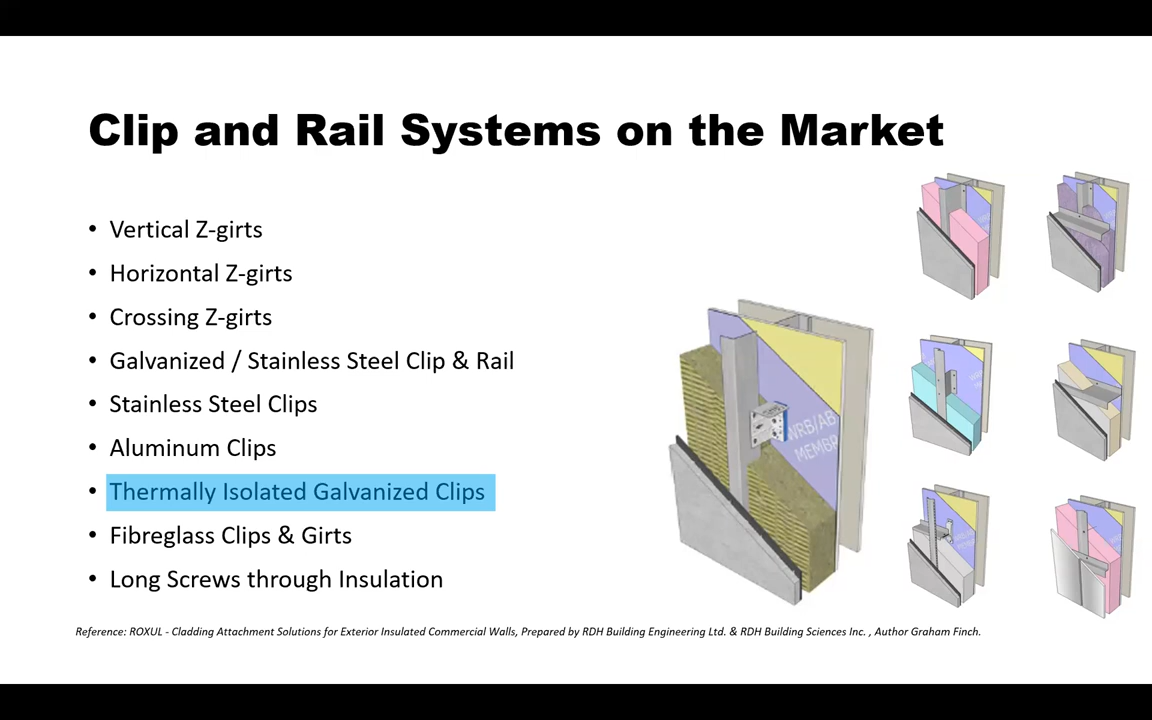 Clip and Rail Systems on the Market
• Vertical Z-girts
• Horizontal Z-girts
• Crossing Z-girts
• Galvanized / Stainless Steel Clip & Rail
• Stainless Steel Clips
• Aluminum Clips
• Thermally Isolated Galvanized Clips
• Fibreglass Clips & Girts
• Long Screws through Insulation
WRB/AB
MEMBR
Reference: ROXUL - Cladding Attachment Solutions for Exterior Insulated Commercial Walls, Prepared by RDH Building Engineering Ltd. & RDH Building Sciences Inc. , Author Graham Finch.